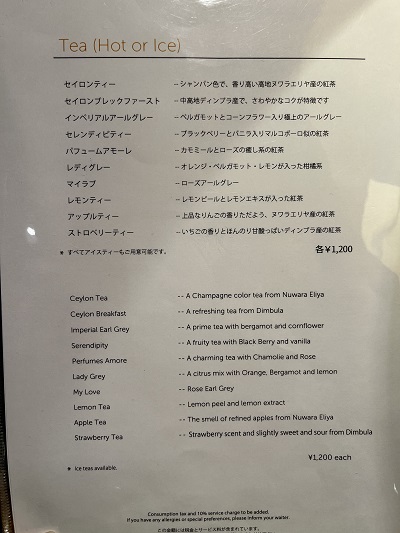 Tea (Hot or Ice)
セイロンティー -- シャンパン色で、香り高い高地ヌワラエリヤ産の紅茶
セイロンブレックファースト -- 中高地ディンブラ産で、さわやかなコクが特徴です
インペリアルアールグレー -- ベルガモットとコーンフラワー入り極上のアールグレー
セレンディピティー -- ブラックベリーとバニラ入りマルコポーロ似の紅茶
パフュームアモーレ -- カモミールとローズの癒し系の紅茶
レディグレー -- オレンジ・ベルガモット・レモンが入った柑橘系
マイラブ -- ローズアールグレー
レモンティー -- レモンピールとレモンエキスが入った紅茶
アップルティー -- 上品なりんごの香りただよう、ヌワラエリヤ産の紅茶
ストロベリーティー -- いちごの香りとほんのり甘酸っぱいディンブラ産の紅茶
* すべてアイスティーもご用意可能です。 各¥1,200
Ceylon Tea -- A Champagne color tea from Nuwara Eliya
Ceylon Breakfast -- A refreshing tea from Dimbula
Imperial Earl Grey -- A prime tea with bergamot and cornflower
Serendipity -- A fruity tea with Black Berry and vanilla
Perfumes Amore -- A charming tea with Chamolie and Rose
Lady Grey -- A citrus mix with Orange, Bergamot and lemon
My Love -- Rose Earl Grey
Lemon Tea -- Lemon peel and lemon extract
Apple Tea -- The smell of refined apples from Nuwara Eliya
Strawberry Tea -- Strawberry scent and slightly sweet and sour from Dimbula
¥1,200 each
* Ice teas available.
Consumption tax and 10% service charge to be added.
If you have any allergies or special preferences, please inform your waiter.